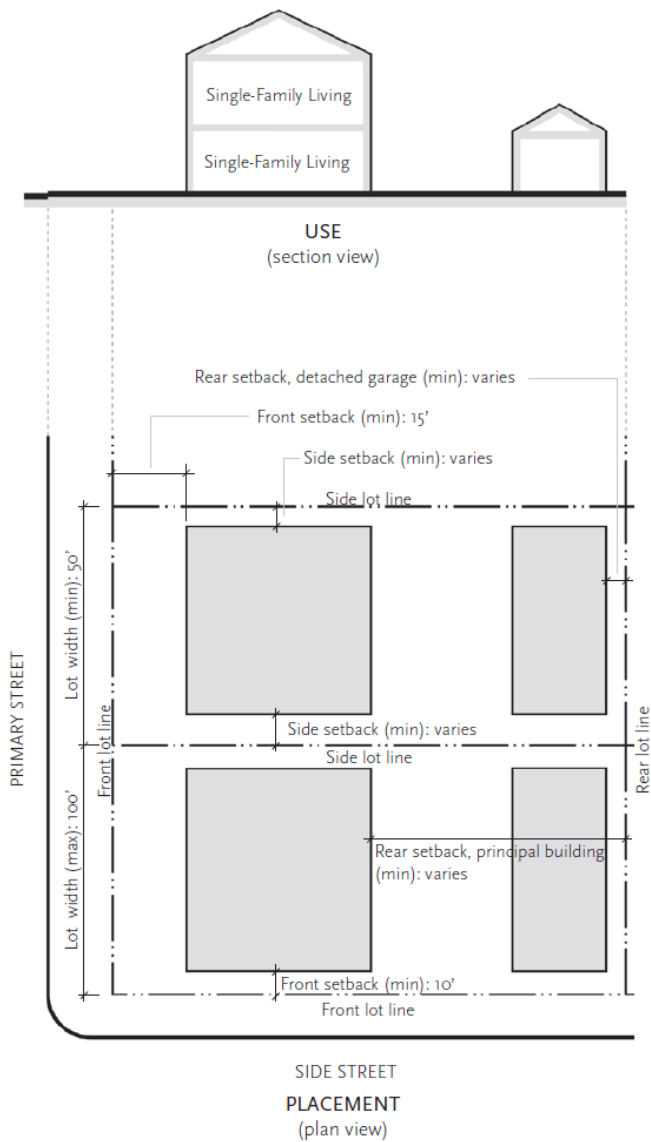 Single-Family Living
Single-Family Living
USE
(section view)
Rear setback, detached garage (min): varies
Front setback (min): 15'
Side setback (min): varies
Side lot line
Lot width (min): 50'
PRIMARY STREET
Front lot line
Side setback (min): varies
Side lot line
Rear lot line
Lot width (max): 100'
Rear setback, principal building
(min): varies
Front setback (min): 10'
Front lot line
SIDE STREET
PLACEMENT
(plan view)